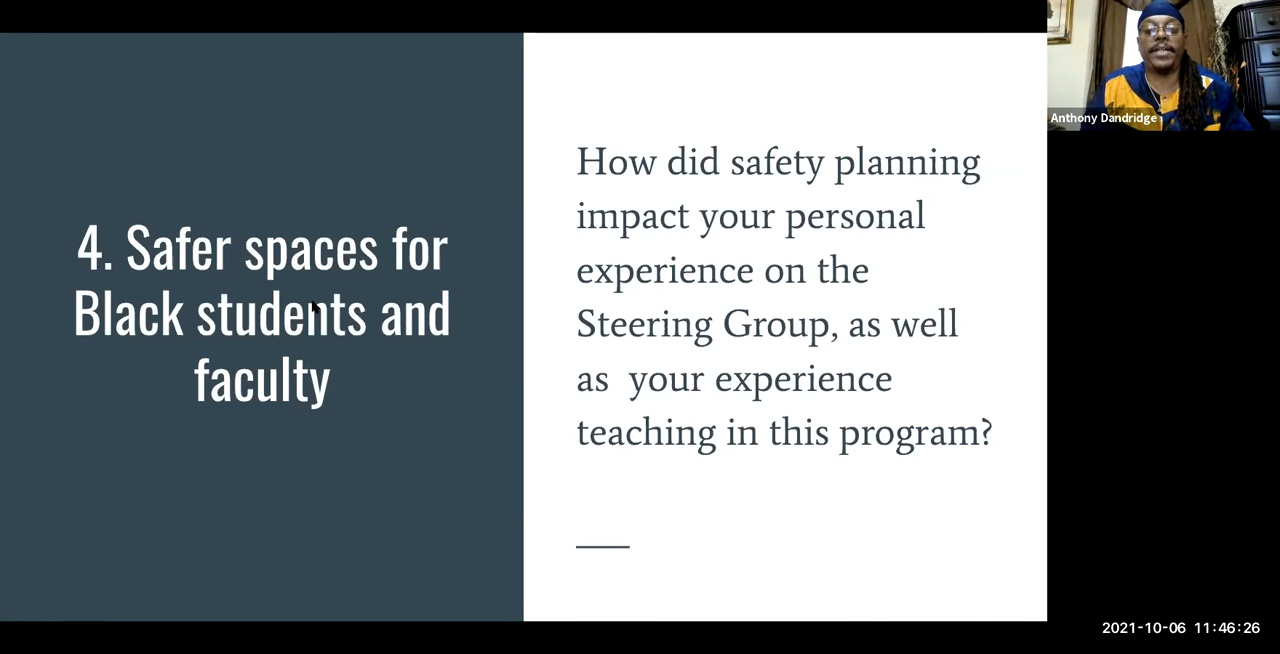 4. Safer spaces for
Black students and
faculty
How did safety planning
impact your personal
experience on the
Steering Group, as well
as  your experience
teaching in this program?
Anthony Dandridge
2021-10-06 11:46:26